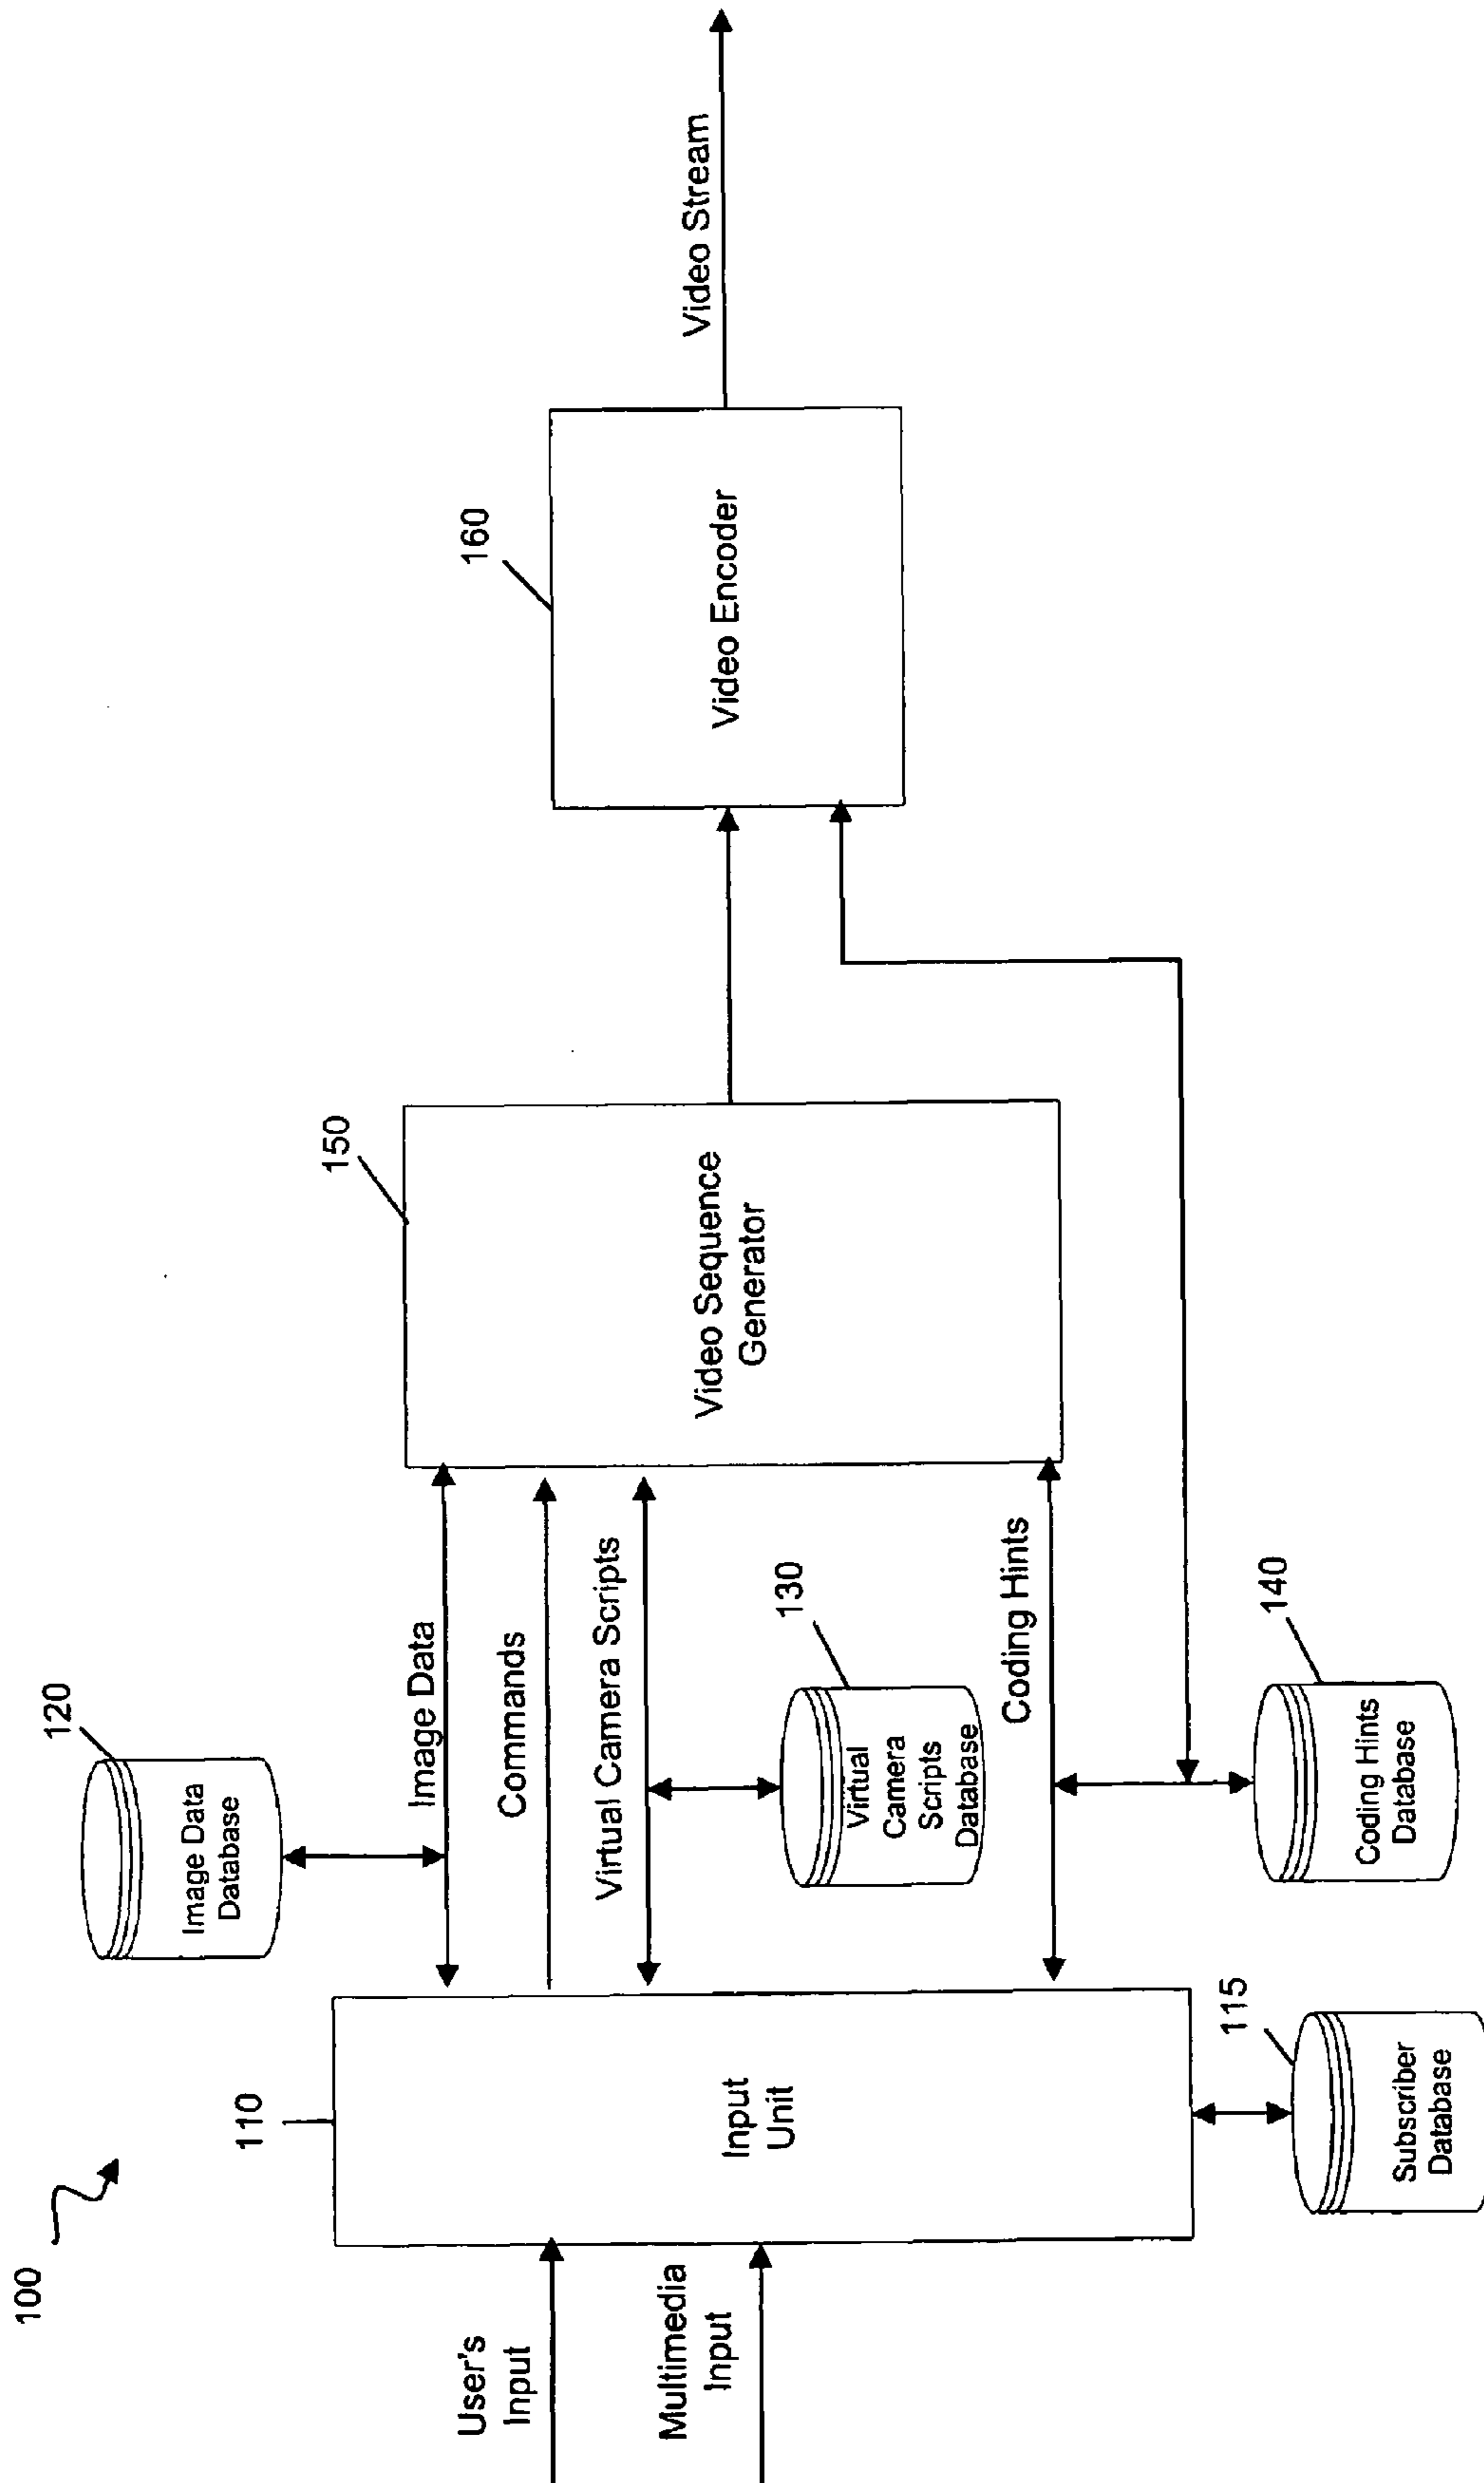 100
User's
Input
Multimedia
Input
110
Input
Unit
115
Subscriber
Database
120
Image Data
Database
Image Data
Commands
Virtual Camera Scripts
130
Virtual
Camera
Scripts
Database
Coding Hints
140
Coding Hints
Database
150
Video Sequence
Generator
160
Video Encoder
Video Stream